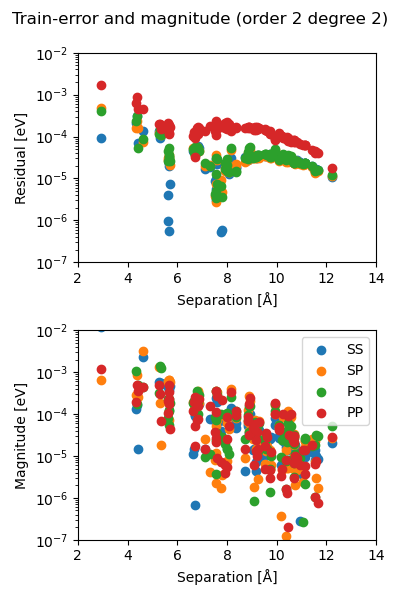 Train-error and magnitude (order 2 degree 2)
Residual [eV]
10⁻²
10⁻³
10⁻⁴
10⁻⁵
10⁻⁶
10⁻⁷
2 4 6 8 10 12 14
Separation [Å]
Magnitude [eV]
10⁻²
10⁻³
10⁻⁴
10⁻⁵
10⁻⁶
10⁻⁷
SS
SP
PS
PP
2 4 6 8 10 12 14
Separation [Å]